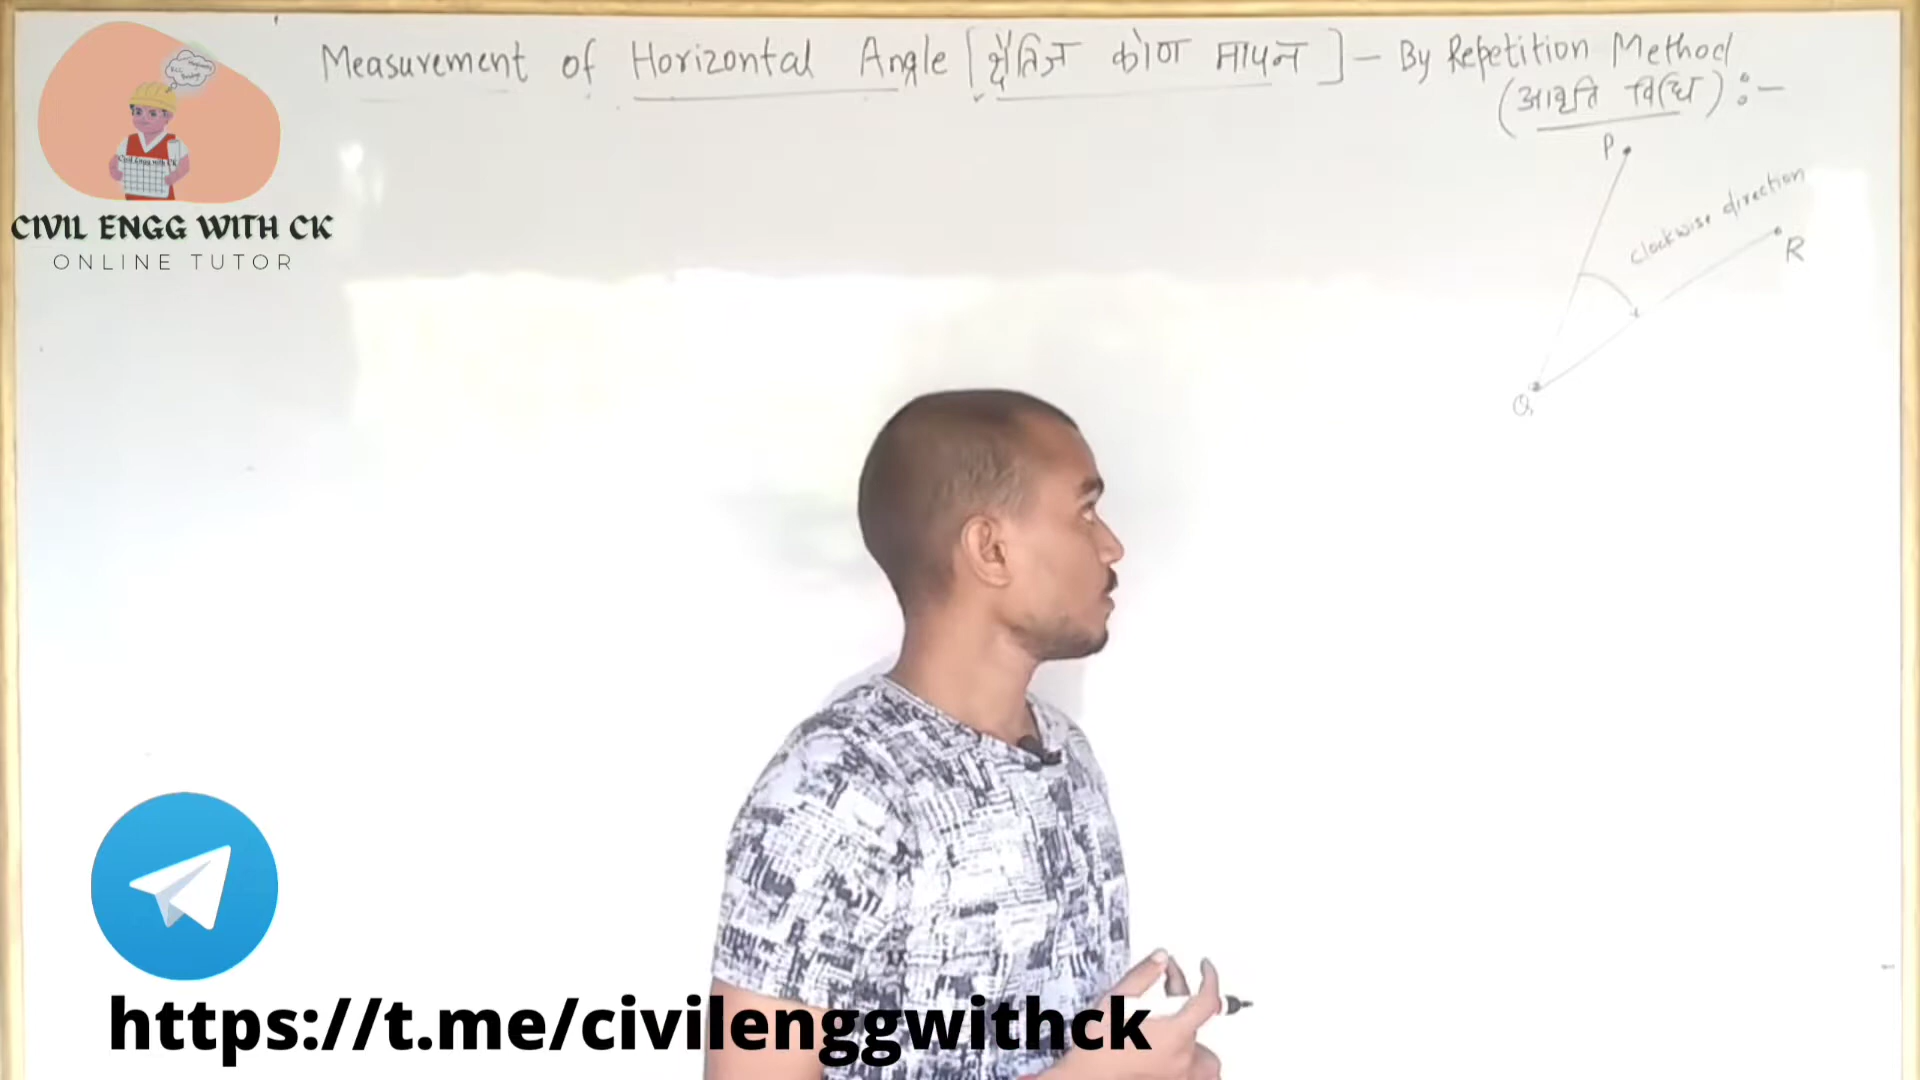 Measurement of Horizontal Angle [क्षैतिज कोण मापन] - By Repetition Method
(आवृति विधि) :-
P
clockwise direction
R
Q
CIVIL ENGG WITH CK
ONLINE TUTOR
https://t.me/civilenggwithck